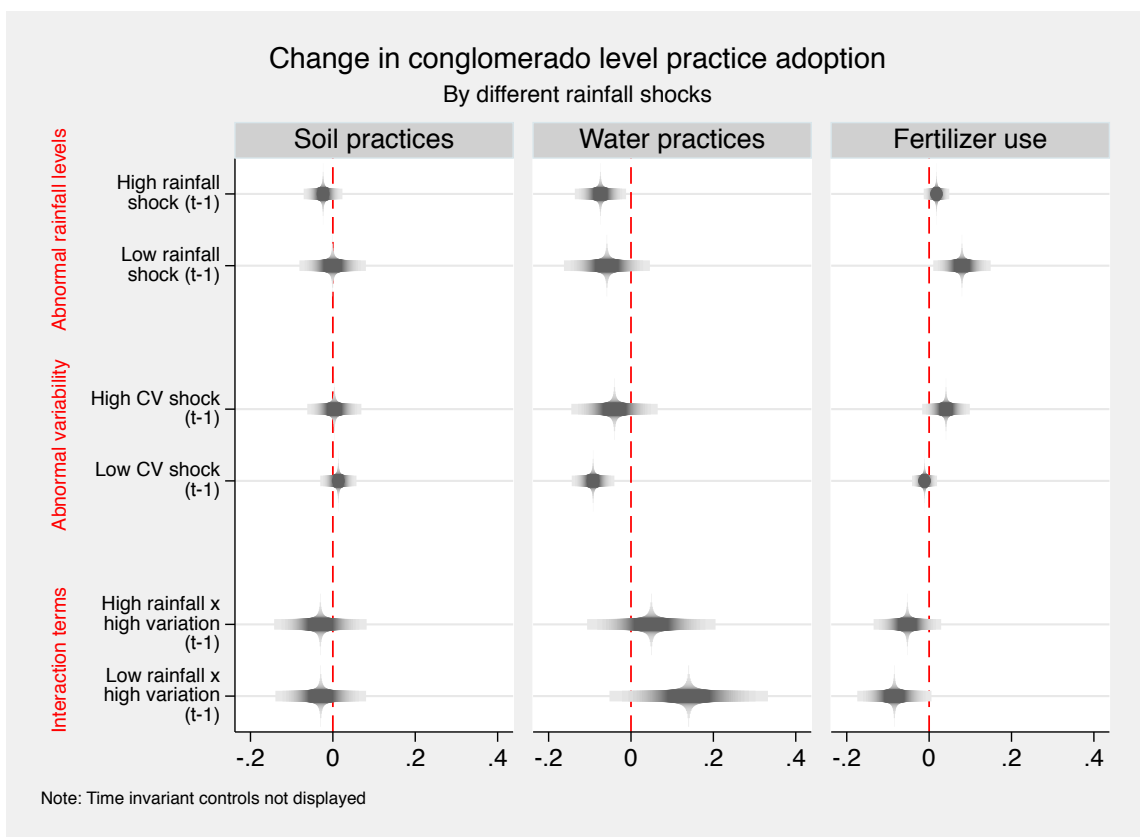 Change in conglomerado level practice adoption
By different rainfall shocks
Soil practices
Water practices
Fertilizer use
Abnormal rainfall levels
High rainfall
shock (t-1)
Low rainfall
shock (t-1)
Abnormal variability
High CV shock
(t-1)
Low CV shock
(t-1)
Interaction terms
High rainfall x
high variation
(t-1)
Low rainfall x
high variation
(t-1)
-.2 0 .2 .4
-.2 0 .2 .4
-.2 0 .2 .4
Note: Time invariant controls not displayed